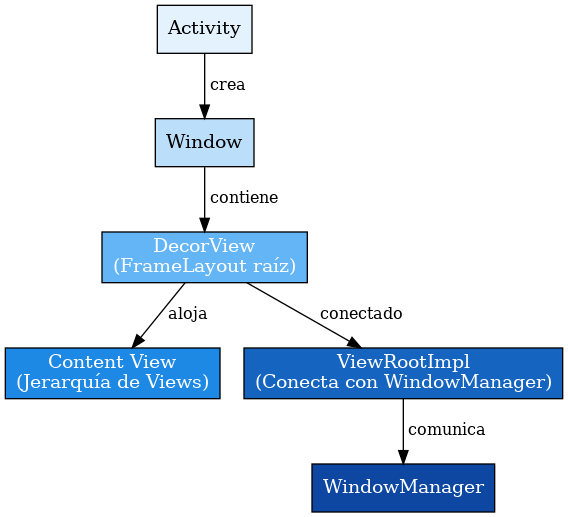 Activity
crea
Window
contiene
DecorView
(FrameLayout raíz)
aloja
conectado
Content View
(Jerarquía de Views)
ViewRootImpl
(Conecta con WindowManager)
comunica
WindowManager